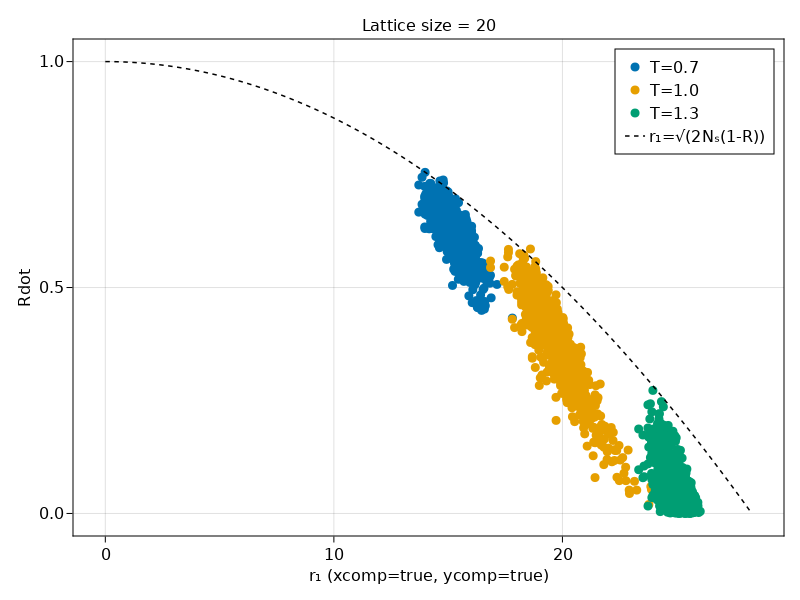 Lattice size = 20
1.0
0.5
0.0
Rdot
0
10
20
r₁ (xcomp=true, ycomp=true)
T=0.7
T=1.0
T=1.3
r₁=√(2Nₛ(1-R))